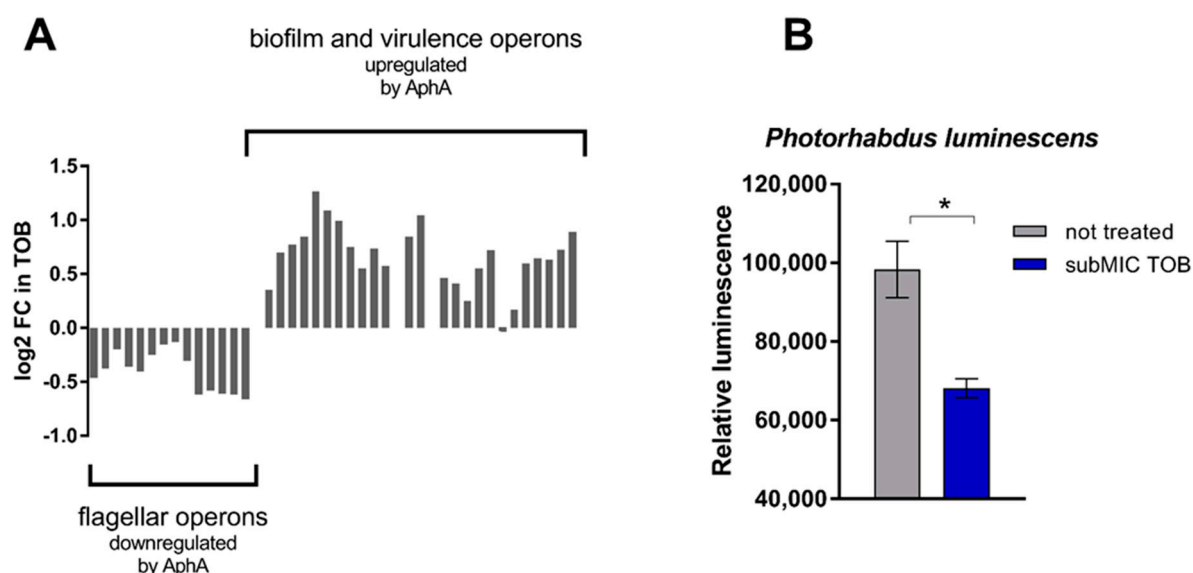 A
biofilm and virulence operons
upregulated
by AphA
log2 FC in TOB
1.5
1.0
0.5
0.0
-0.5
-1.0
flagellar operons
downregulated
by AphA
B
Photorhabdus luminescens
Relative luminescence
120,000
100,000
80,000
60,000
40,000
*
not treated
subMIC TOB